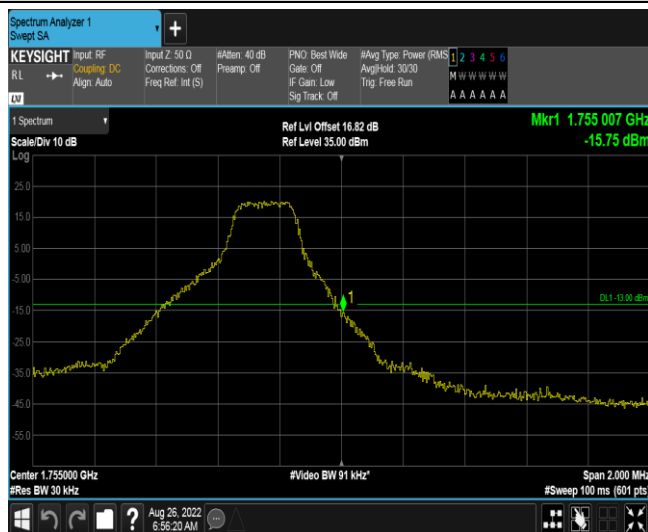 Spectrum Analyzer 1
Swept SA
+
KEYSIGHT Input: RF Input Z: 50 Ω #Atten: 40 dB PNO: Best Wide #Avg Type: Power (RMS 1 2 3 4 5 6
RL Coupling: DC Corrections: Off Preamp: Off Gate: Off Avg|Hold: 30/30 M W W W W W
Align: Auto Freq Ref: Int (S) IF Gain: Low Trig: Free Run
Sig Track: Off A A A A A A
LXI
1 Spectrum Ref Lvl Offset 16.82 dB Mkr1 1.755 007 GHz
Scale/Div 10 dB Ref Level 35.00 dBm -15.75 dBm
Log
25.0
15.0
5.00
-5.00
1
DL1 -13.00 dBm
-15.0
-25.0
-35.0
-45.0
-55.0
Center 1.755000 GHz #Video BW 91 kHz* Span 2.000 MHz
#Res BW 30 kHz #Sweep 100 ms (601 pts)
? Aug 26, 2022
6:56:20 AM